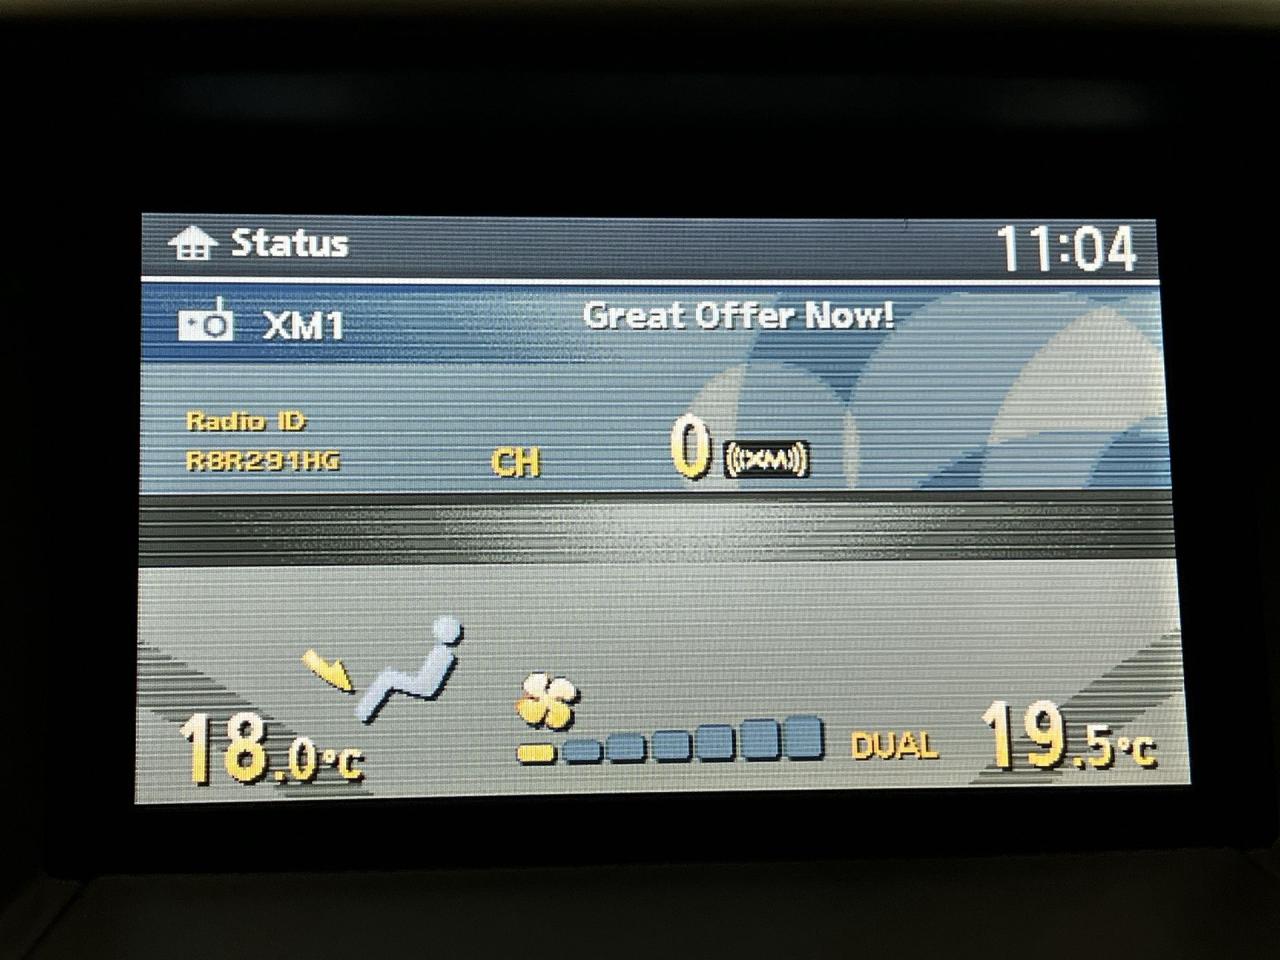 Status
11:04
XM1
Great Offer Now!
Radio ID
R8R291HG
CH
0
((XM))
18.0°C
DUAL
19.5°C